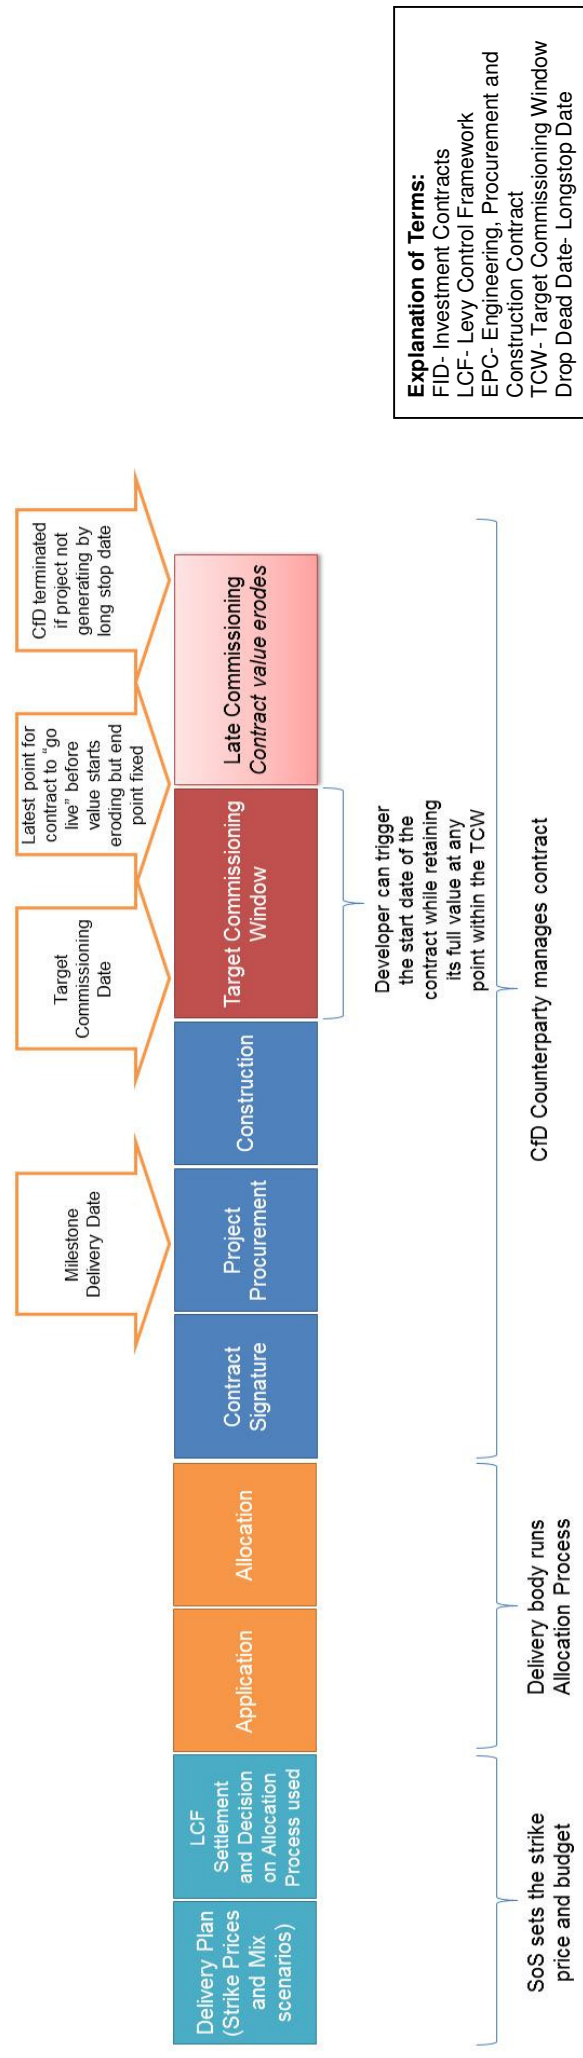 Milestone
Delivery Date
Target
Commissioning
Date
Latest point for
contract to “go
live” before
value starts
eroding but end
point fixed
CfD terminated
if project not
generating by
long stop date
Delivery Plan
(Strike Prices
and Mix
scenarios)
LCF
Settlement
and Decision
on Allocation
Process used
Application
Allocation
Contract
Signature
Project
Procurement
Construction
Target Commissioning
Window
Late Commissioning
Contract value erodes
Developer can trigger
the start date of the
contract while retaining
its full value at any
point within the TCW
SoS sets the strike
price and budget
Delivery body runs
Allocation Process
CfD Counterparty manages contract
Explanation of Terms:
FID- Investment Contracts
LCF- Levy Control Framework
EPC- Engineering, Procurement and
Construction Contract
TCW- Target Commissioning Window
Drop Dead Date- Longstop Date